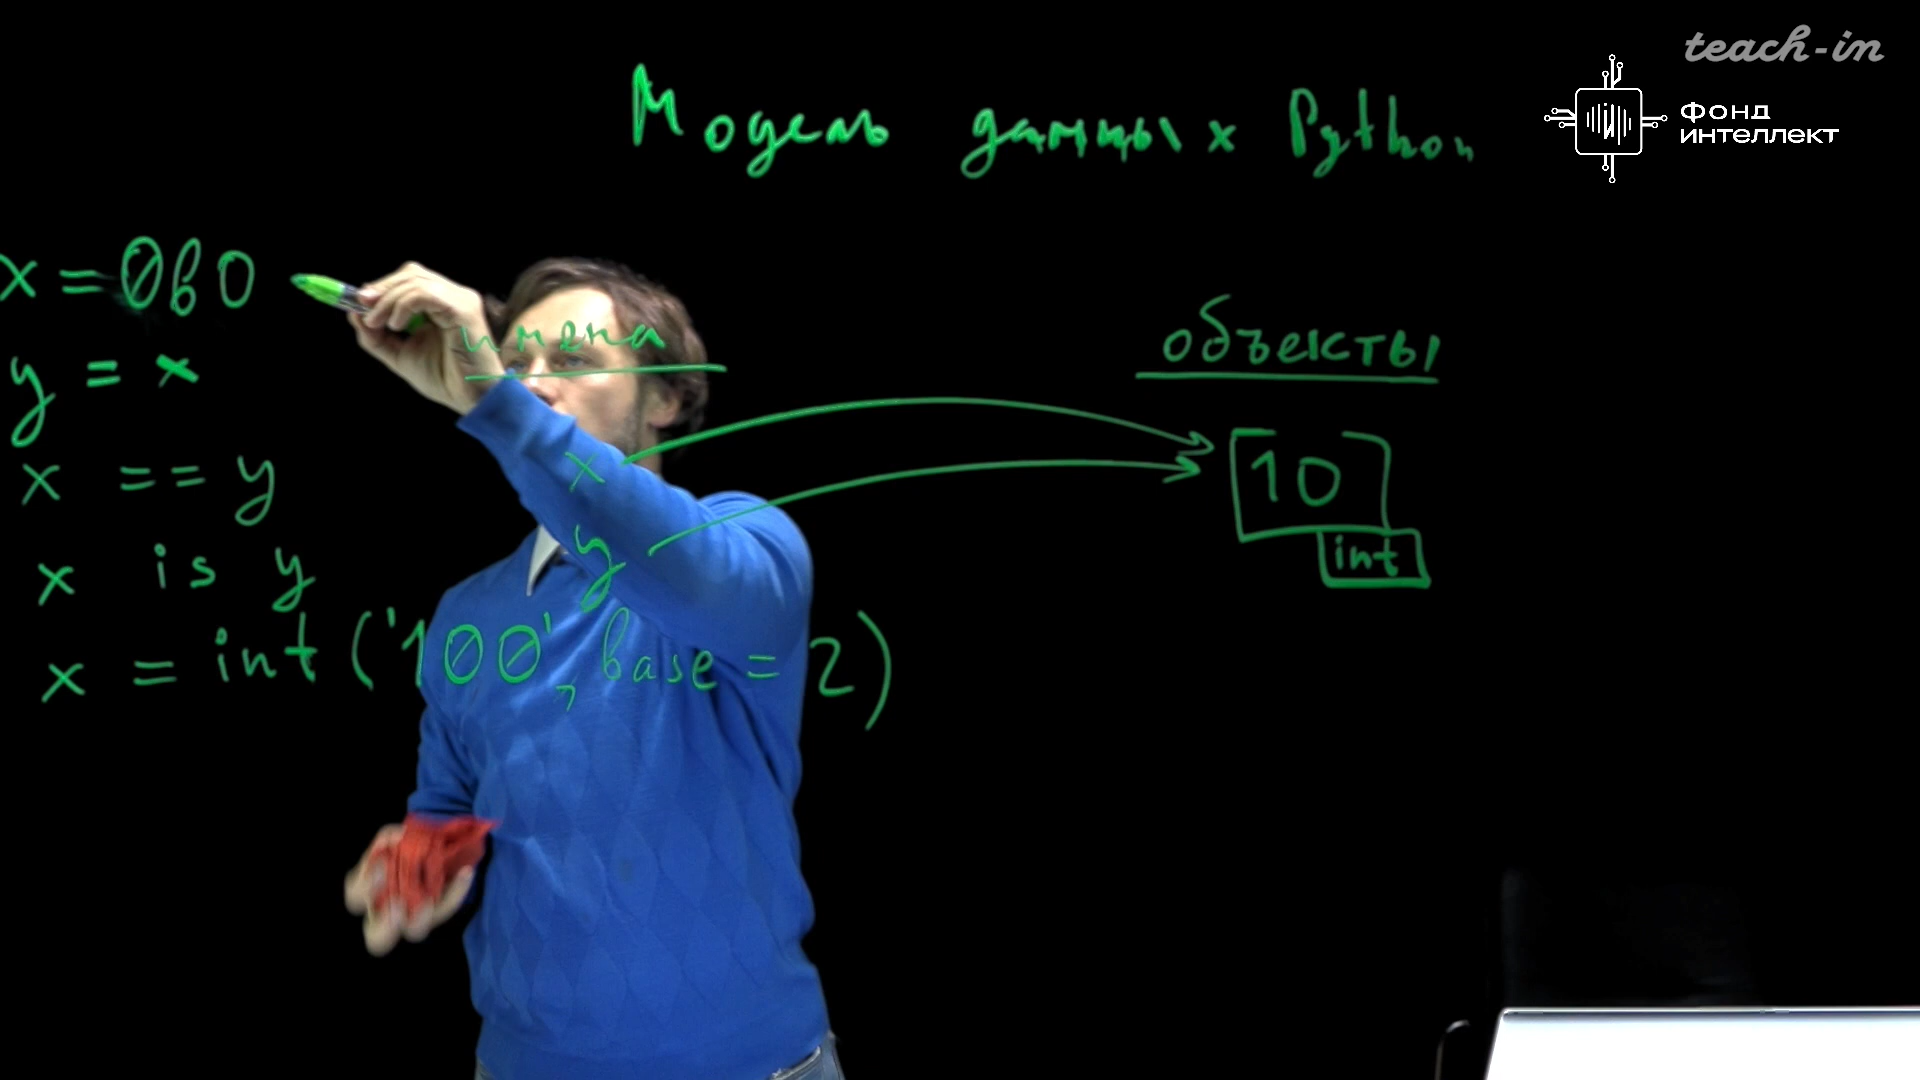 teach-in
ФОНД
ИНТЕЛЛЕКТ
Модель данных Python
x = 0b0
y = x
x == y
x is y
x = int('100', base = 2)
имена
x
y
объекты
10
int